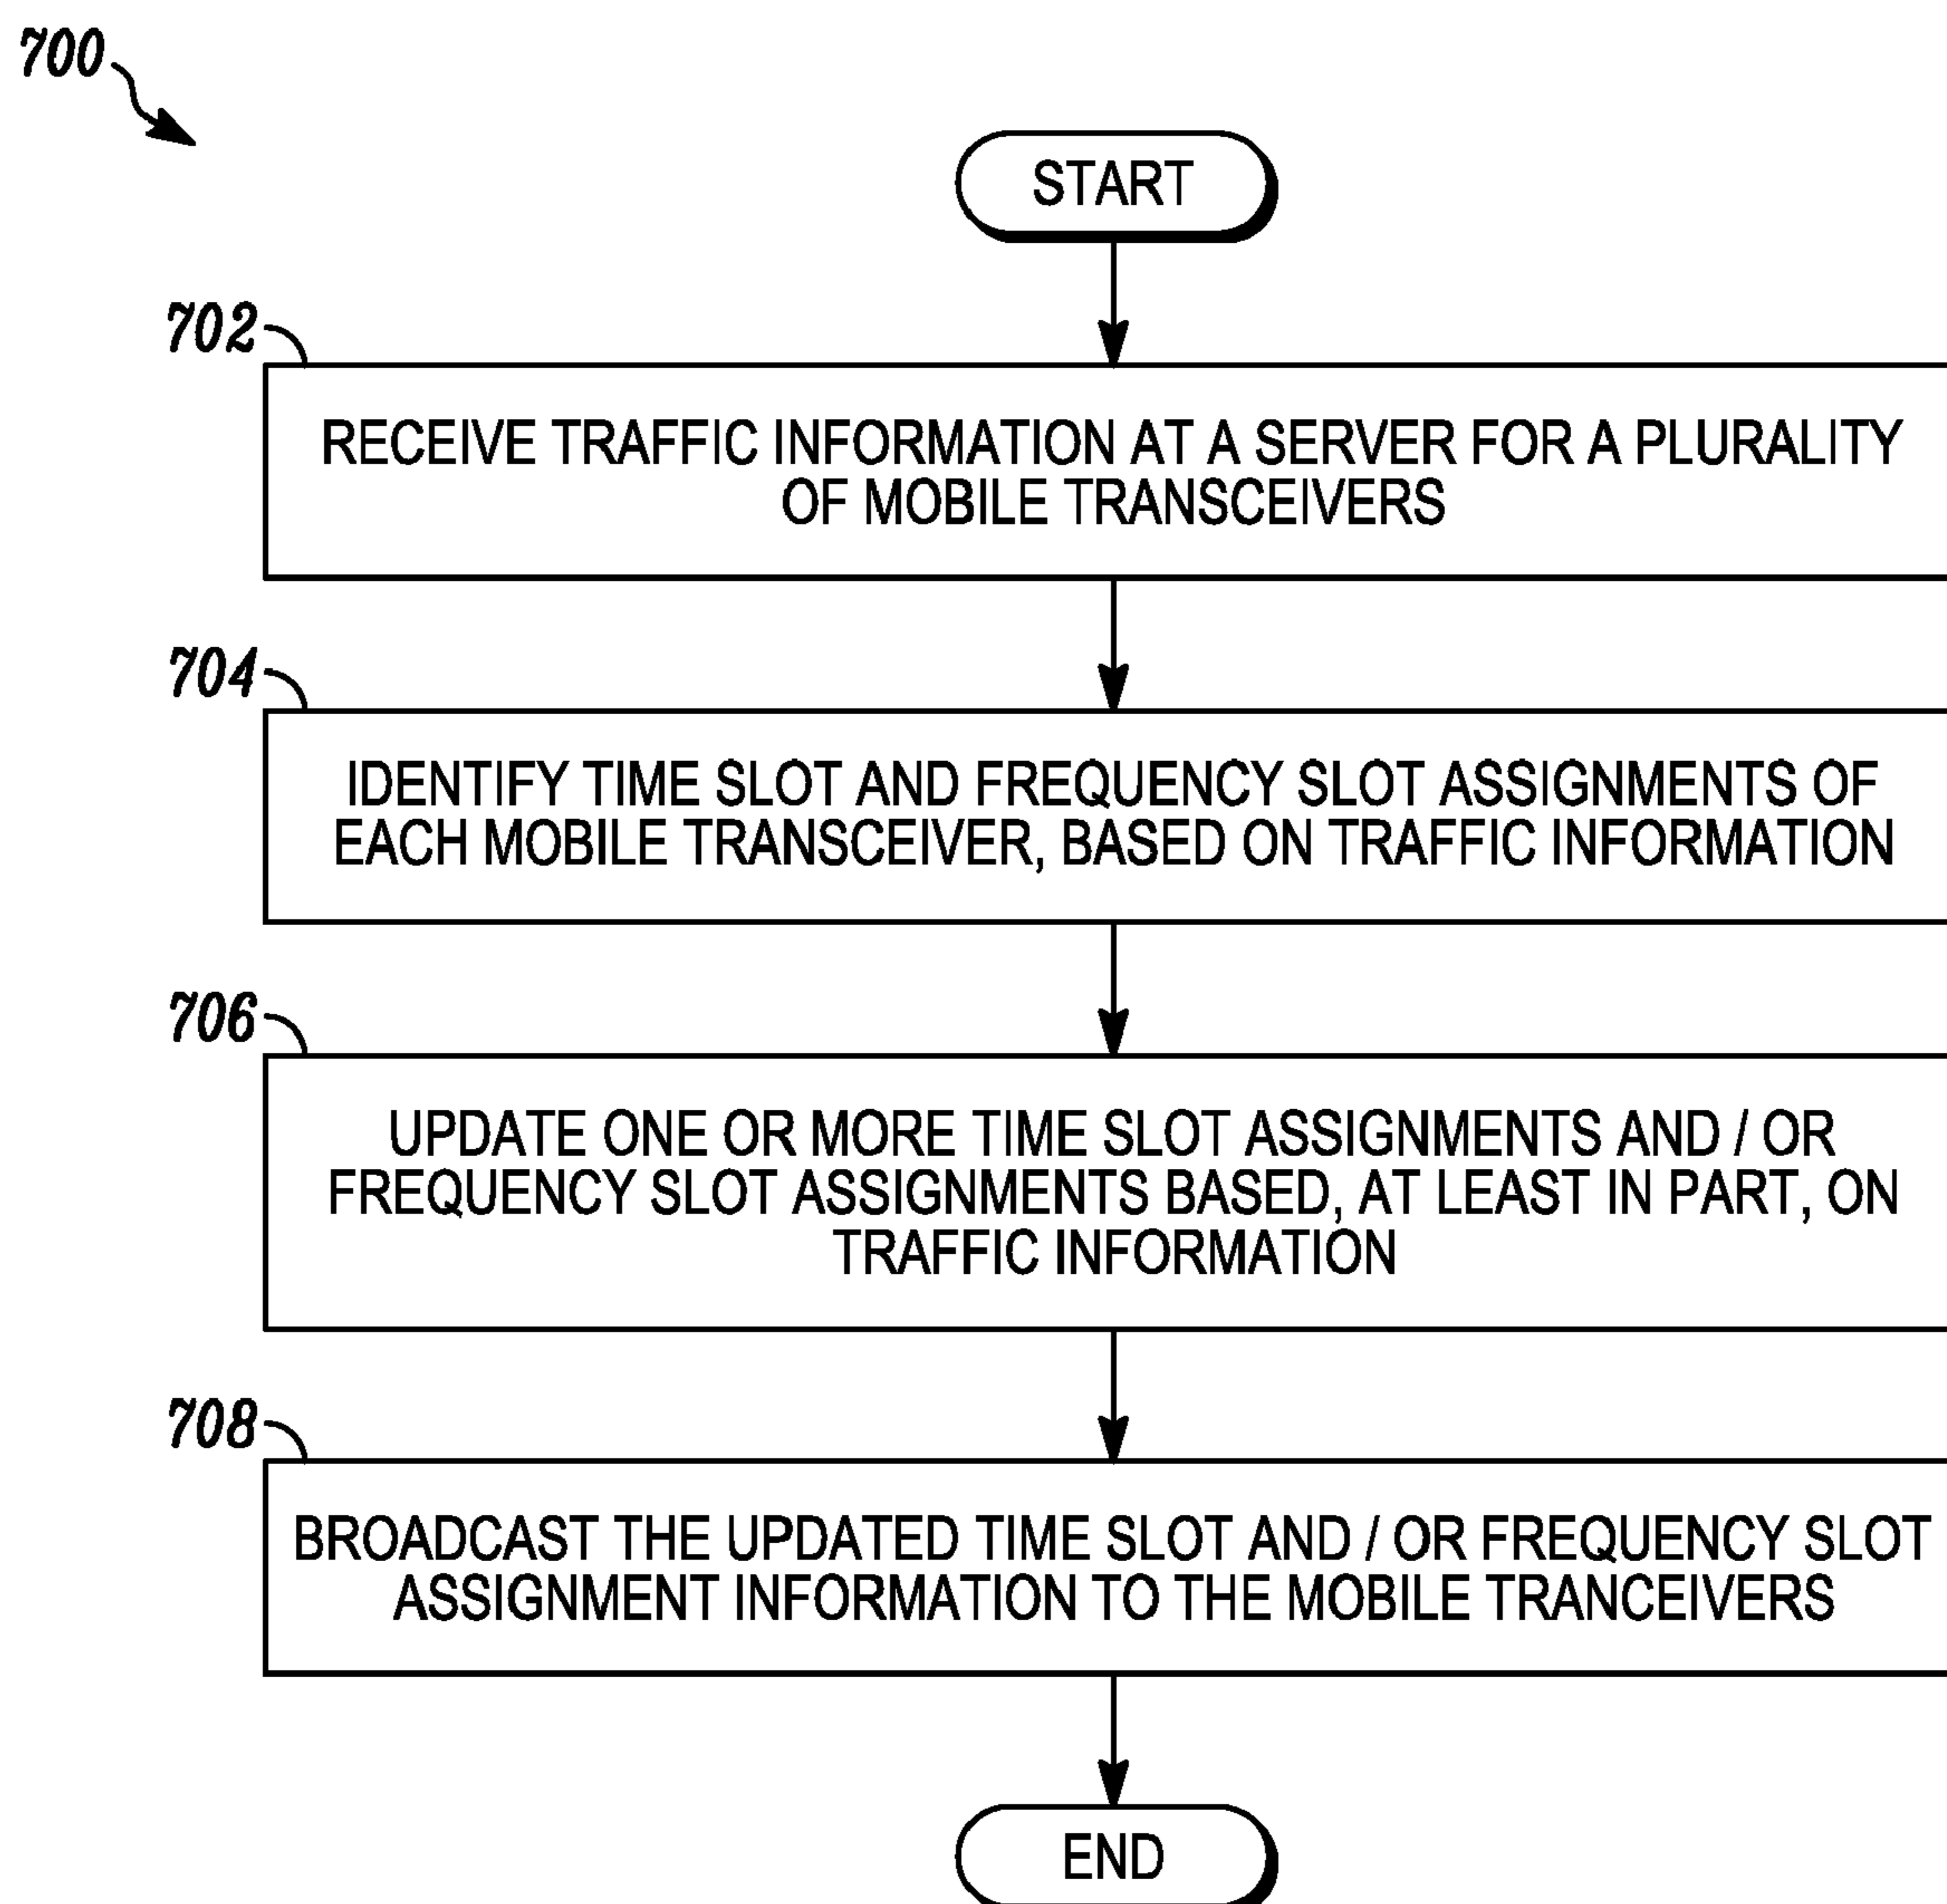 700
START
702
RECEIVE TRAFFIC INFORMATION AT A SERVER FOR A PLURALITY
OF MOBILE TRANSCEIVERS
704
IDENTIFY TIME SLOT AND FREQUENCY SLOT ASSIGNMENTS OF
EACH MOBILE TRANSCEIVER, BASED ON TRAFFIC INFORMATION
706
UPDATE ONE OR MORE TIME SLOT ASSIGNMENTS AND / OR
FREQUENCY SLOT ASSIGNMENTS BASED, AT LEAST IN PART, ON
TRAFFIC INFORMATION
708
BROADCAST THE UPDATED TIME SLOT AND / OR FREQUENCY SLOT
ASSIGNMENT INFORMATION TO THE MOBILE TRANCEIVERS
END